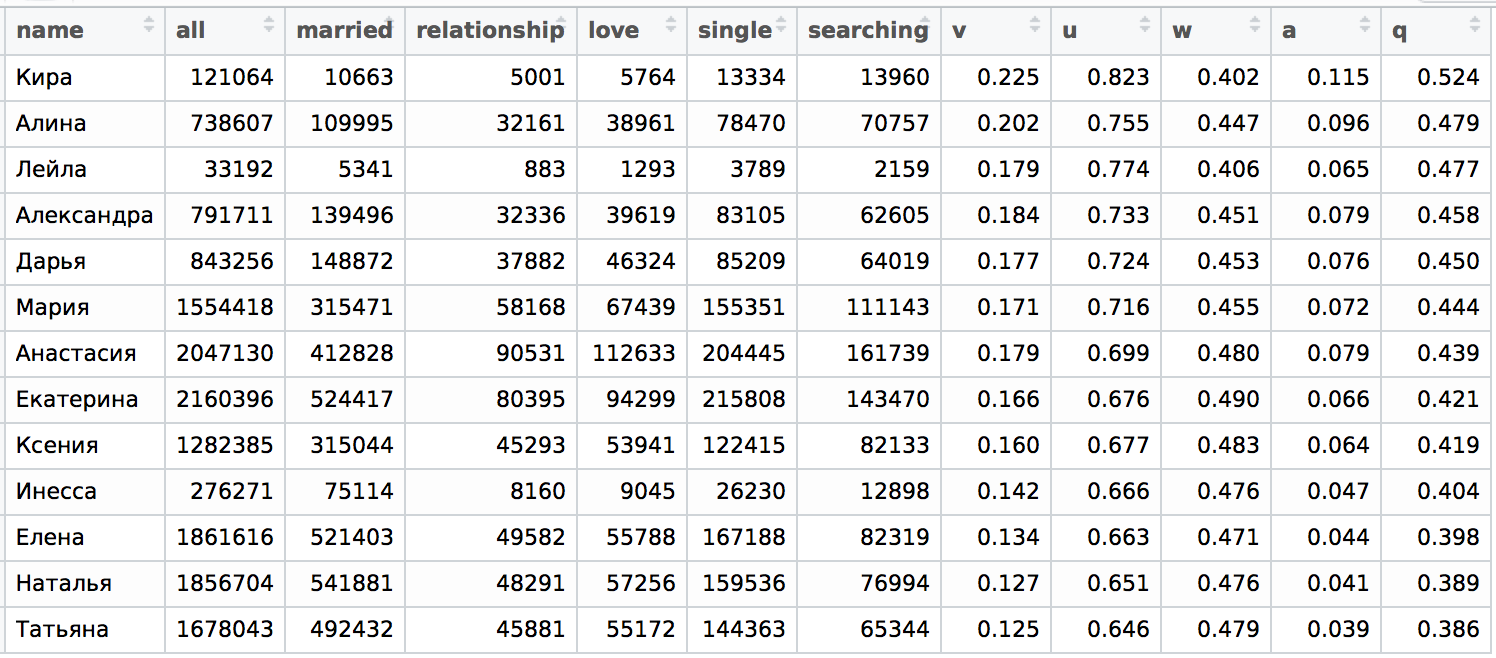 name all married relationship love single searching v u w a q
Кира 121064 10663 5001 5764 13334 13960 0.225 0.823 0.402 0.115 0.524
Алина 738607 109995 32161 38961 78470 70757 0.202 0.755 0.447 0.096 0.479
Лейла 33192 5341 883 1293 3789 2159 0.179 0.774 0.406 0.065 0.477
Александра 791711 139496 32336 39619 83105 62605 0.184 0.733 0.451 0.079 0.458
Дарья 843256 148872 37882 46324 85209 64019 0.177 0.724 0.453 0.076 0.450
Мария 1554418 315471 58168 67439 155351 111143 0.171 0.716 0.455 0.072 0.444
Анастасия 2047130 412828 90531 112633 204445 161739 0.179 0.699 0.480 0.079 0.439
Екатерина 2160396 524417 80395 94299 215808 143470 0.166 0.676 0.490 0.066 0.421
Ксения 1282385 315044 45293 53941 122415 82133 0.160 0.677 0.483 0.064 0.419
Инесса 276271 75114 8160 9045 26230 12898 0.142 0.666 0.476 0.047 0.404
Елена 1861616 521403 49582 55788 167188 82319 0.134 0.663 0.471 0.044 0.398
Наталья 1856704 541881 48291 57256 159536 76994 0.127 0.651 0.476 0.041 0.389
Татьяна 1678043 492432 45881 55172 144363 65344 0.125 0.646 0.479 0.039 0.386